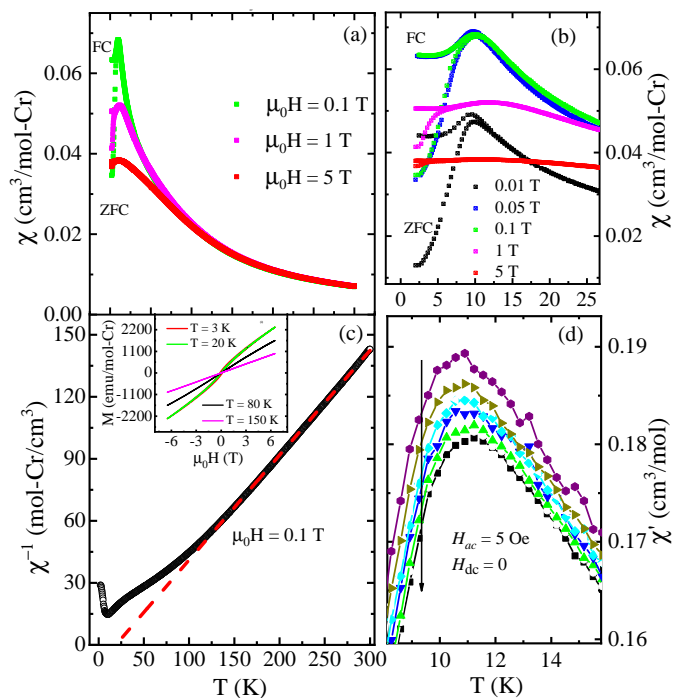 (a)
FC
ZFC
μ₀H = 0.1 T
μ₀H = 1 T
μ₀H = 5 T
χ (cm³/mol-Cr)
0.06
0.04
0.02
0.00
(b)
FC
ZFC
0.01 T
0.05 T
0.1 T
1 T
5 T
χ (cm³/mol-Cr)
0.06
0.04
0.02
0 5 10 15 20 25
(c)
T = 3 K
T = 20 K
T = 80 K
T = 150 K
M (emu/mol-Cr)
2200
1100
0
-1100
-2200
-6 -3 0 3 6
μ₀H (T)
μ₀H = 0.1 T
χ⁻¹ (mol-Cr/cm³)
150
120
90
60
30
0
0 50 100 150 200 250 300
T (K)
(d)
H_ac = 5 Oe
H_dc = 0
χ' (cm³/mol)
0.19
0.18
0.17
0.16
8 10 12 14
T (K)